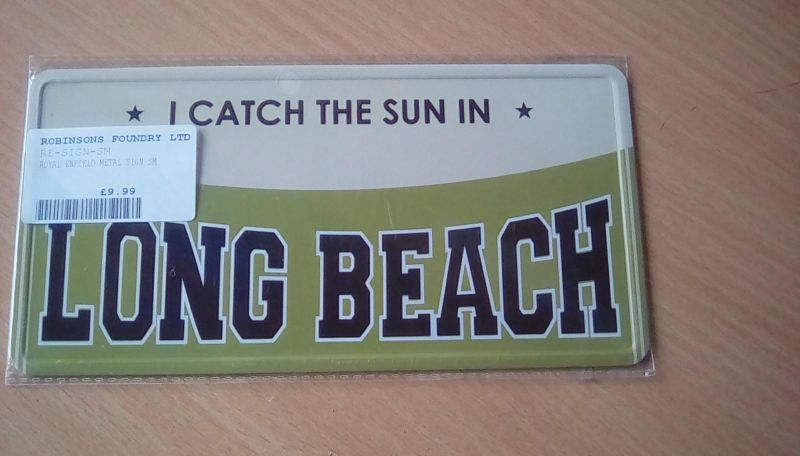 ★ I CATCH THE SUN IN ★
ROBINSONS FOUNDRY LTD
RE-SIGN-SM
ROYAL ENFIELD METAL SIGN SM
£9.99
LONG BEACH